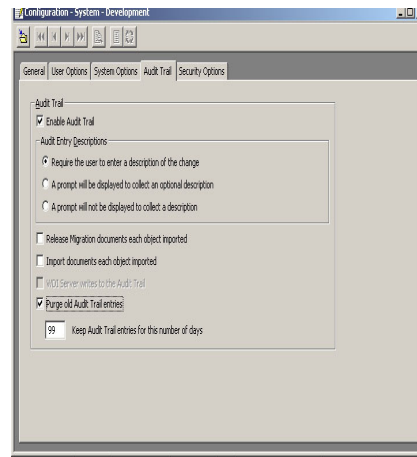 Configuration - System - Development
General User Options System Options Audit Trail Security Options
Audit Trail
Enable Audit Trail
Audit Entry Descriptions
Require the user to enter a description of the change
A prompt will be displayed to collect an optional description
A prompt will not be displayed to collect a description
Release Migration documents each object imported
Import documents each object imported
WDI Server writes to the Audit Trail
Purge old Audit Trail entries
99 Keep Audit Trail entries for this number of days